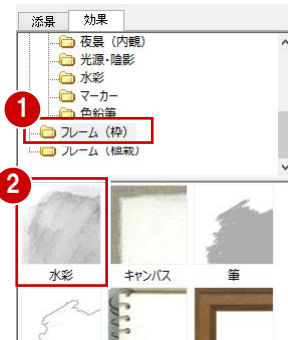 添景 効果
夜景（内観）
光源・陰影
水彩
マーカー
色鉛筆
1
フレーム（枠）
フレーム（植栽）
2
水彩 キャンバス 筆